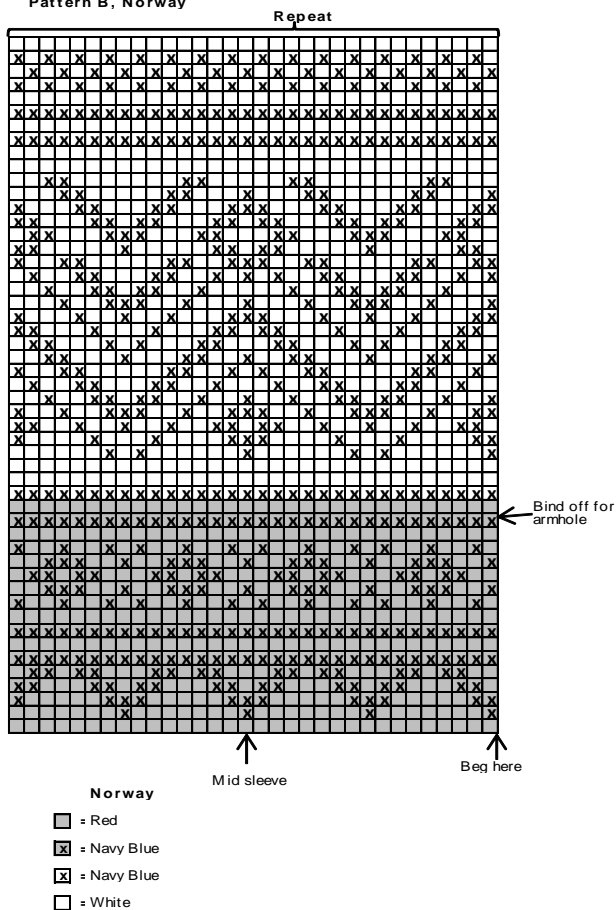 Pattern B, Norway
Repeat
Bind off for
armhole
Mid sleeve
Beg here
Norway
= Red
x = Navy Blue
x = Navy Blue
= White